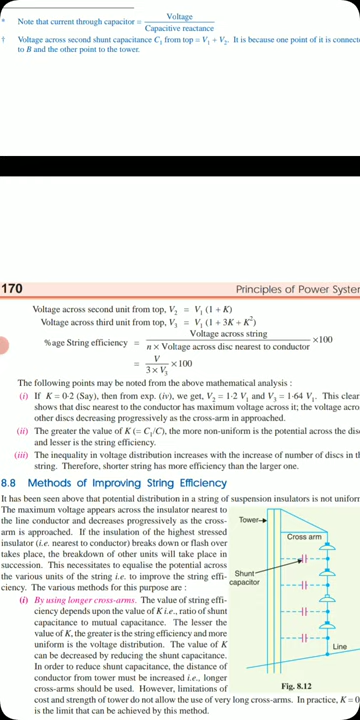 * Note that current through capacitor = Voltage / Capacitive reactance
† Voltage across second shunt capacitance C₁ from top = V₁ + V₂. It is because one point of it is
to B and the other point to the tower.
170 Principles of Power
Voltage across second unit from top, V₂ = V₁ (1 + K)
Voltage across third unit from top, V₃ = V₁ (1 + 3K + K²)
%age String efficiency = Voltage across string / n × Voltage across disc nearest to conductor × 100
= V / 3 × V₃ × 100
The following points may be noted from the above mathematical analysis :
(i) If K = 0·2 (Say), then from exp. (iv), we get, V₂ = 1·2 V₁ and V₃ = 1·64 V₁. This
shows that disc nearest to the conductor has maximum voltage across it; the voltage
other discs decreasing progressively as the cross-arm in approached.
(ii) The greater the value of K (= C₁/C), the more non-uniform is the potential across the
and lesser is the string efficiency.
(iii) The inequality in voltage distribution increases with the increase of number of discs in
string. Therefore, shorter string has more efficiency than the larger one.
8.8 Methods of Improving String Efficiency
It has been seen above that potential distribution in a string of suspension insulators is not
The maximum voltage appears across the insulator nearest to
the line conductor and decreases progressively as the cross-
arm is approached. If the insulation of the highest stressed
insulator (i.e. nearest to conductor) breaks down or flash over
takes place, the breakdown of other units will take place in
succession. This necessitates to equalise the potential across
the various units of the string i.e. to improve the string effi-
ciency. The various methods for this purpose are :
(i) By using longer cross-arms. The value of string effi-
ciency depends upon the value of K i.e., ratio of shunt
capacitance to mutual capacitance. The lesser the
value of K, the greater is the string efficiency and more
uniform is the voltage distribution. The value of K
can be decreased by reducing the shunt capacitance.
In order to reduce shunt capacitance, the distance of
conductor from tower must be increased i.e., longer
cross-arms should be used. However, limitations of
cost and strength of tower do not allow the use of very long cross-arms. In practice, K =
is the limit that can be achieved by this method.
Tower
Cross arm
Shunt
capacitor
Line
Fig. 8.12